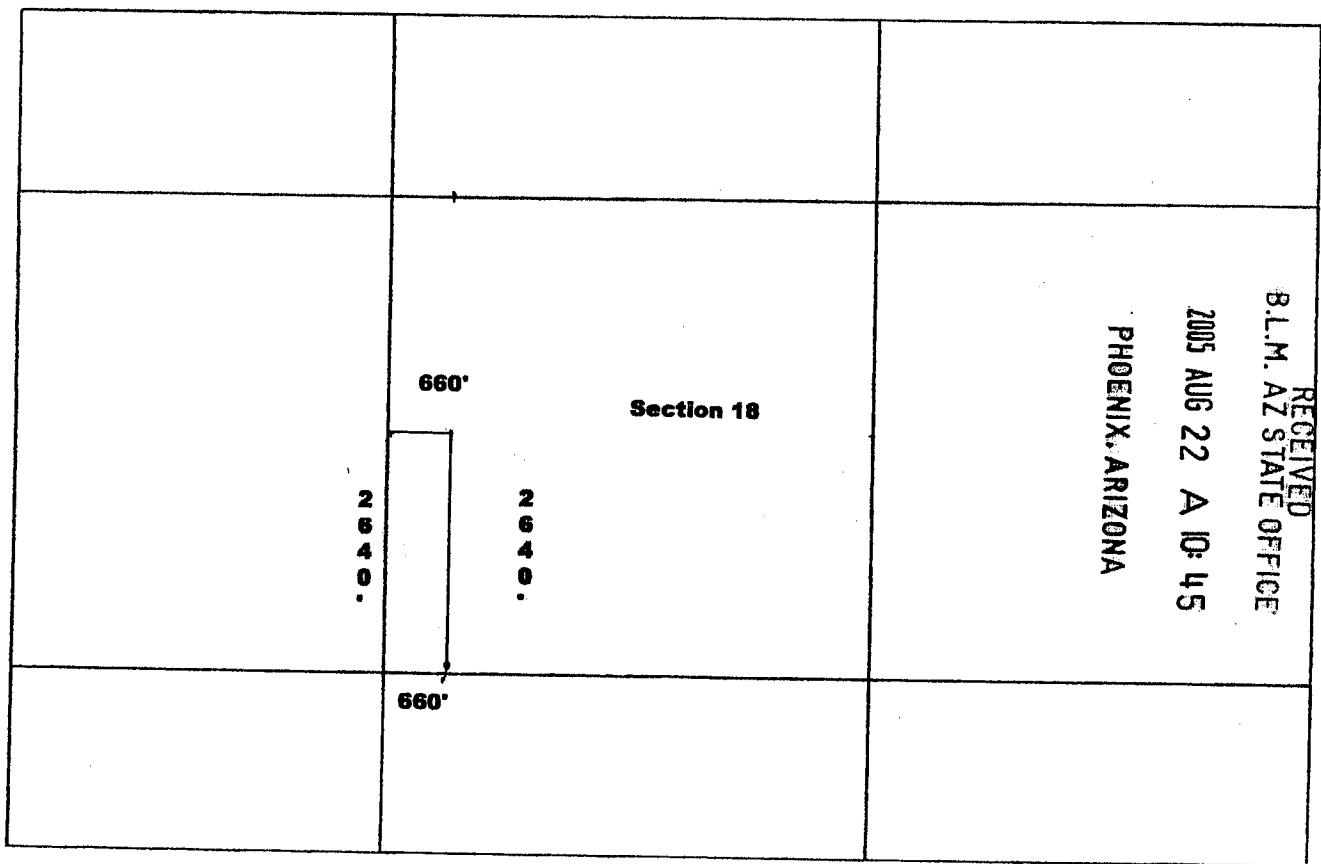 660'
Section 18
2640'
2640'
660'
RECEIVED
B.L.M. AZ STATE OFFICE
2005 AUG 22 A 10:45
PHOENIX, ARIZONA